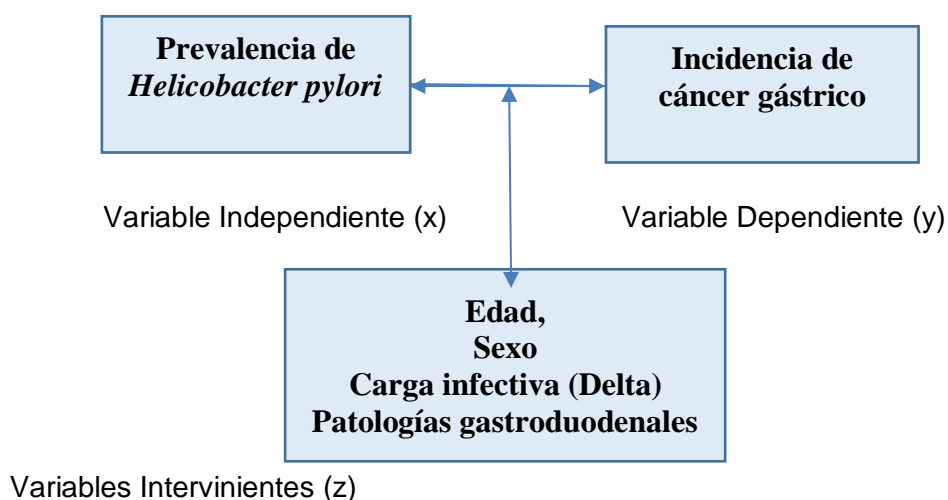 Prevalencia de
Helicobacter pylori
Incidencia de
cáncer gástrico
Variable Independiente (x)
Variable Dependiente (y)
Edad,
Sexo
Carga infectiva (Delta)
Patologías gastroduodenales
Variables Intervinientes (z)